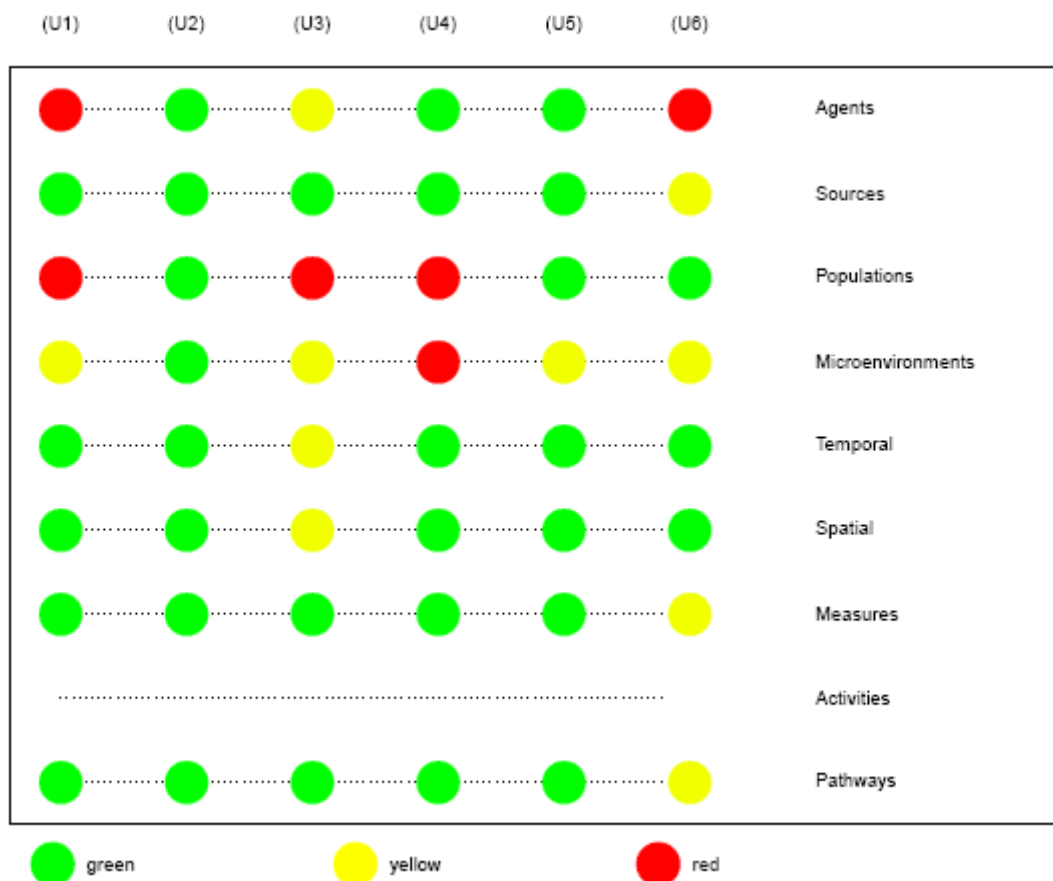 (U1) (U2) (U3) (U4) (U5) (U6)
Agents
Sources
Populations
Microenvironments
Temporal
Spatial
Measures
Activities
Pathways
green yellow red